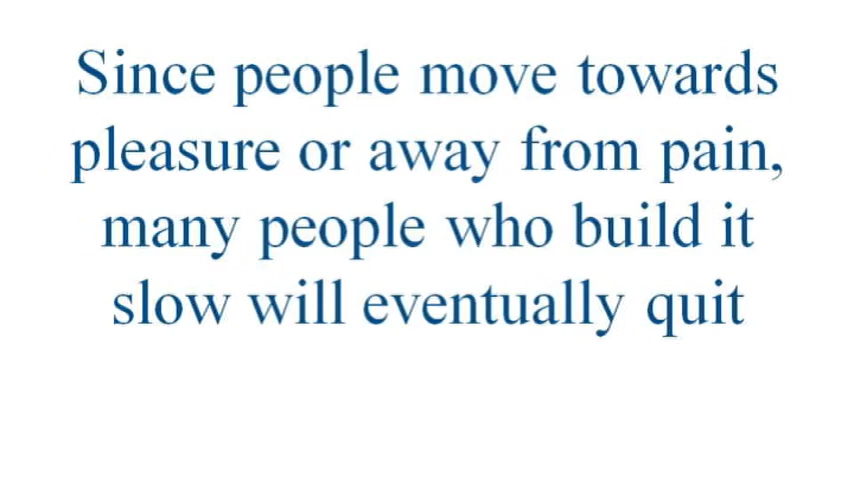 Since people move towards
pleasure or away from pain,
many people who build it
slow will eventually quit